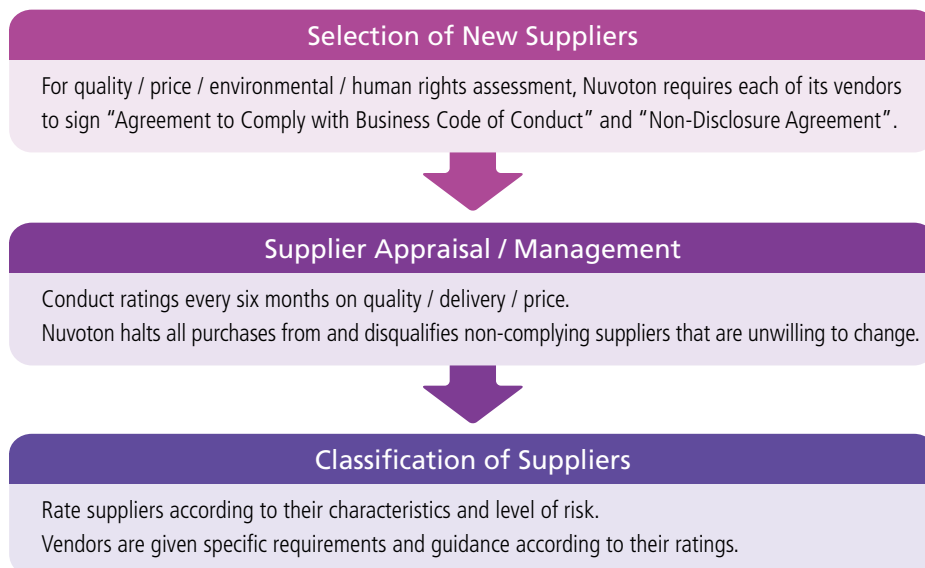 Selection of New Suppliers
For quality / price / environmental / human rights assessment, Nuvoton requires each of its vendors
to sign “Agreement to Comply with Business Code of Conduct” and “Non-Disclosure Agreement”.
Supplier Appraisal / Management
Conduct ratings every six months on quality / delivery / price.
Nuvoton halts all purchases from and disqualifies non-complying suppliers that are unwilling to change.
Classification of Suppliers
Rate suppliers according to their characteristics and level of risk.
Vendors are given specific requirements and guidance according to their ratings.